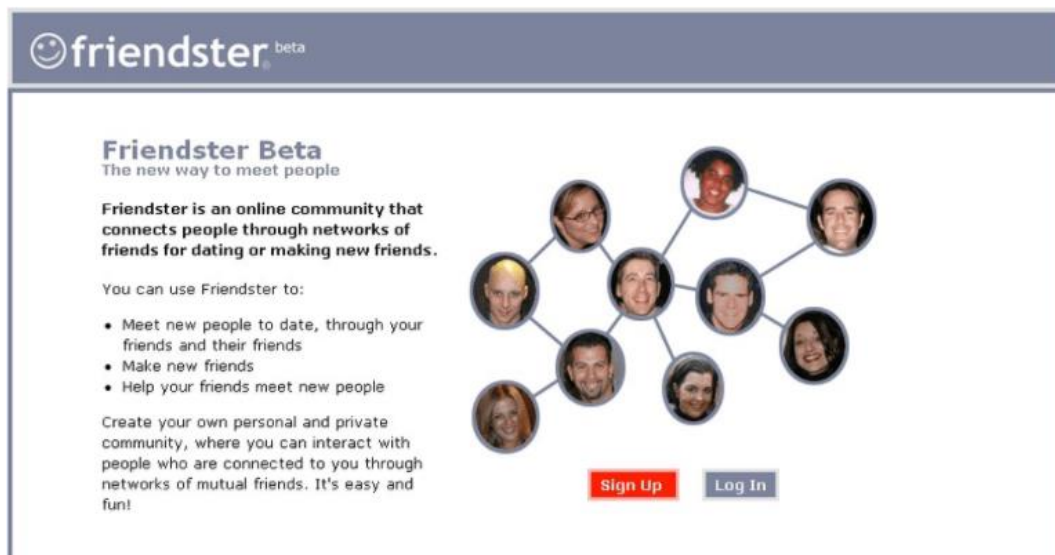 friendster® beta
Friendster Beta
The new way to meet people
Friendster is an online community that
connects people through networks of
friends for dating or making new friends.
You can use Friendster to:
• Meet new people to date, through your
friends and their friends
• Make new friends
• Help your friends meet new people
Create your own personal and private
community, where you can interact with
people who are connected to you through
networks of mutual friends. It's easy and
fun!
Sign Up
Log In